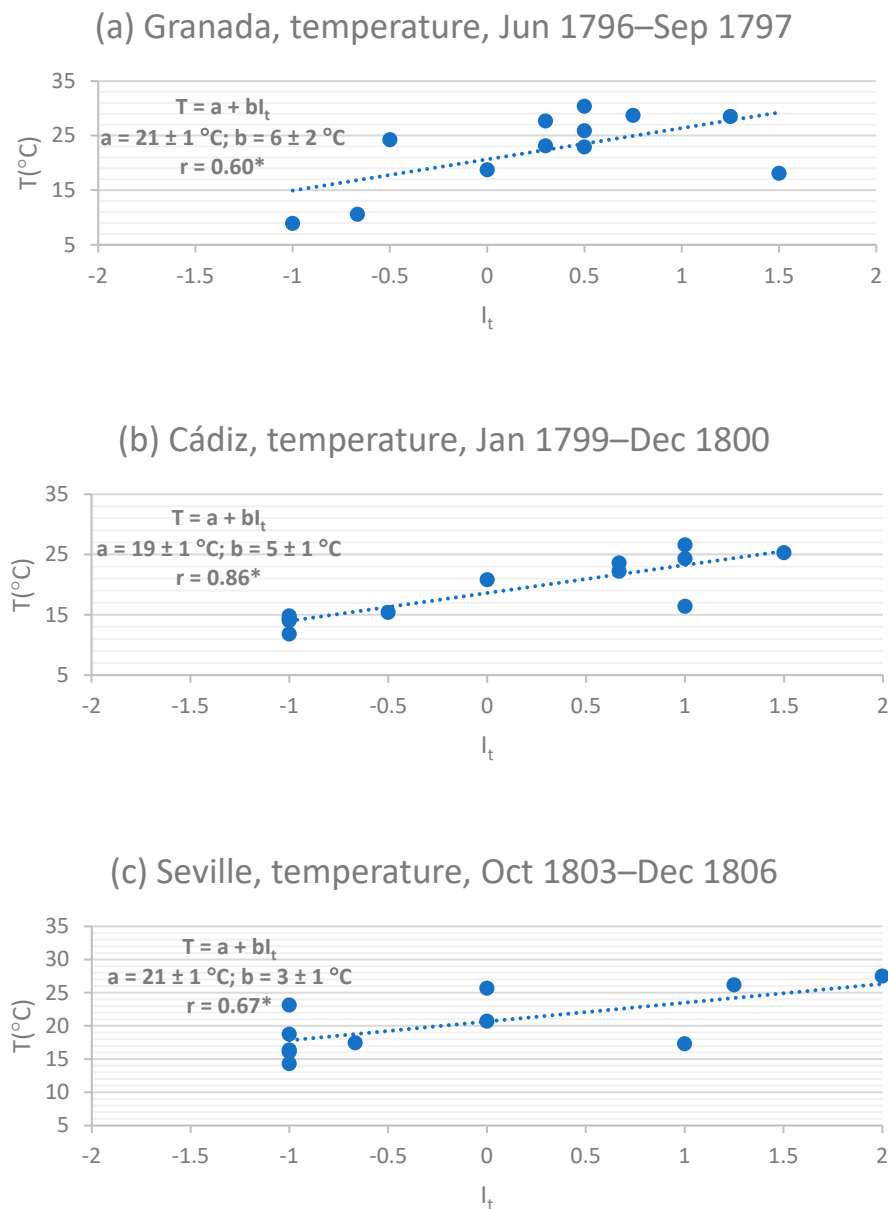 (a) Granada, temperature, Jun 1796–Sep 1797
35
T = a + bIₜ
a = 21 ± 1 °C; b = 6 ± 2 °C
r = 0.60*
25
15
5
T(°C)
-2 -1.5 -1 -0.5 0 0.5 1 1.5 2
Iₜ
(b) Cádiz, temperature, Jan 1799–Dec 1800
35
T = a + bIₜ
a = 19 ± 1 °C; b = 5 ± 1 °C
r = 0.86*
25
15
5
T(°C)
-2 -1.5 -1 -0.5 0 0.5 1 1.5 2
Iₜ
(c) Seville, temperature, Oct 1803–Dec 1806
35
T = a + bIₜ
30
a = 21 ± 1 °C; b = 3 ± 1 °C
25
r = 0.67*
20
15
10
5
T(°C)
-2 -1.5 -1 -0.5 0 0.5 1 1.5 2
Iₜ